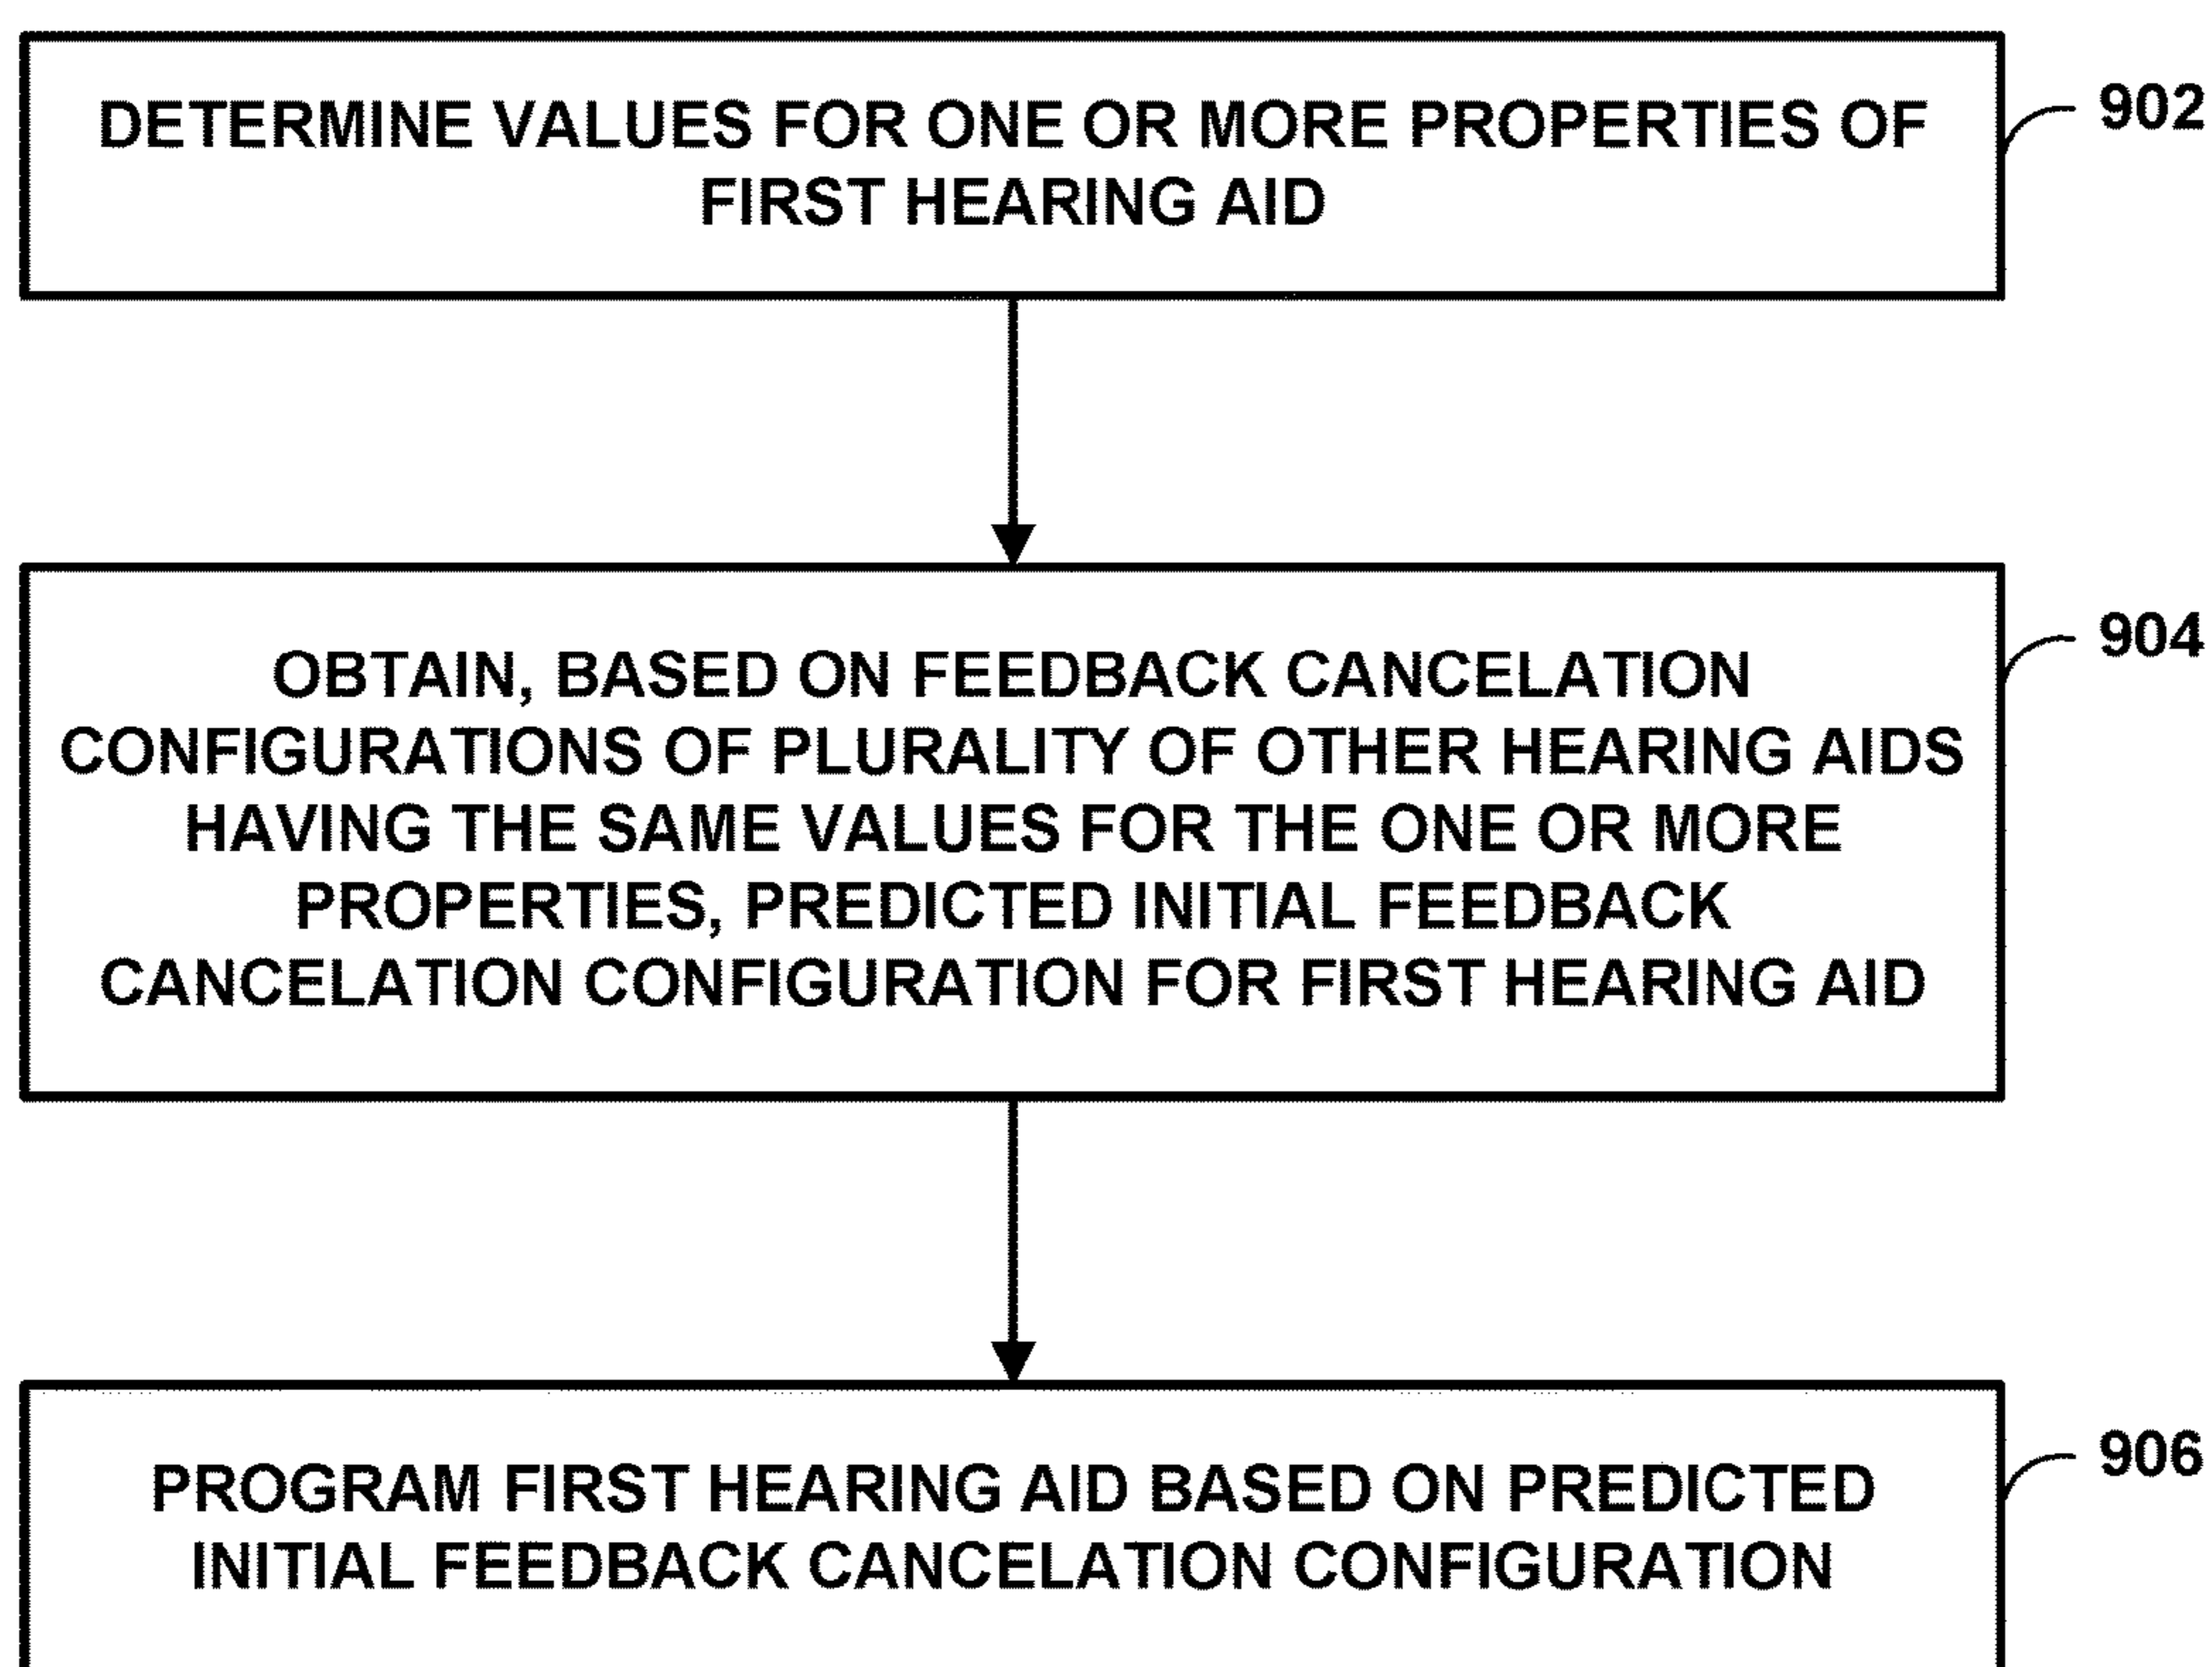 DETERMINE VALUES FOR ONE OR MORE PROPERTIES OF
FIRST HEARING AID
902
OBTAIN, BASED ON FEEDBACK CANCELATION
CONFIGURATIONS OF PLURALITY OF OTHER HEARING AIDS
HAVING THE SAME VALUES FOR THE ONE OR MORE
PROPERTIES, PREDICTED INITIAL FEEDBACK
CANCELATION CONFIGURATION FOR FIRST HEARING AID
904
PROGRAM FIRST HEARING AID BASED ON PREDICTED
INITIAL FEEDBACK CANCELATION CONFIGURATION
906